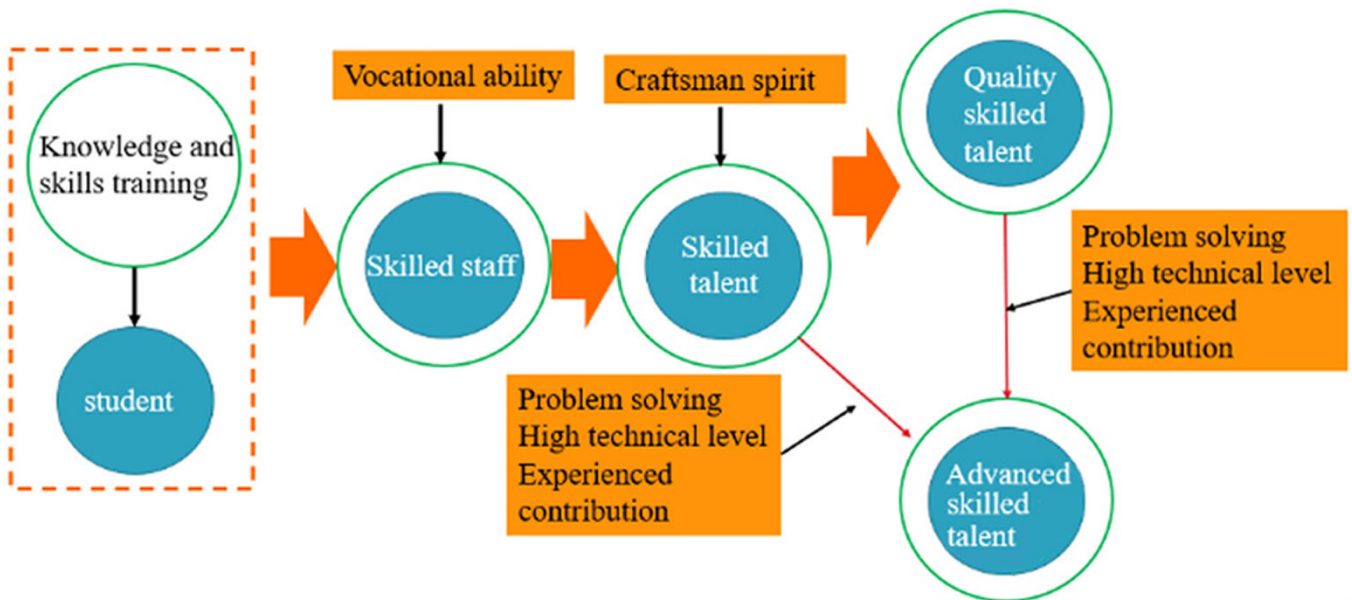 Knowledge and
skills training
student
Vocational ability
Skilled staff
Craftsman spirit
Skilled
talent
Problem solving
High technical level
Experienced
contribution
Quality
skilled
talent
Problem solving
High technical level
Experienced
contribution
Advanced
skilled
talent